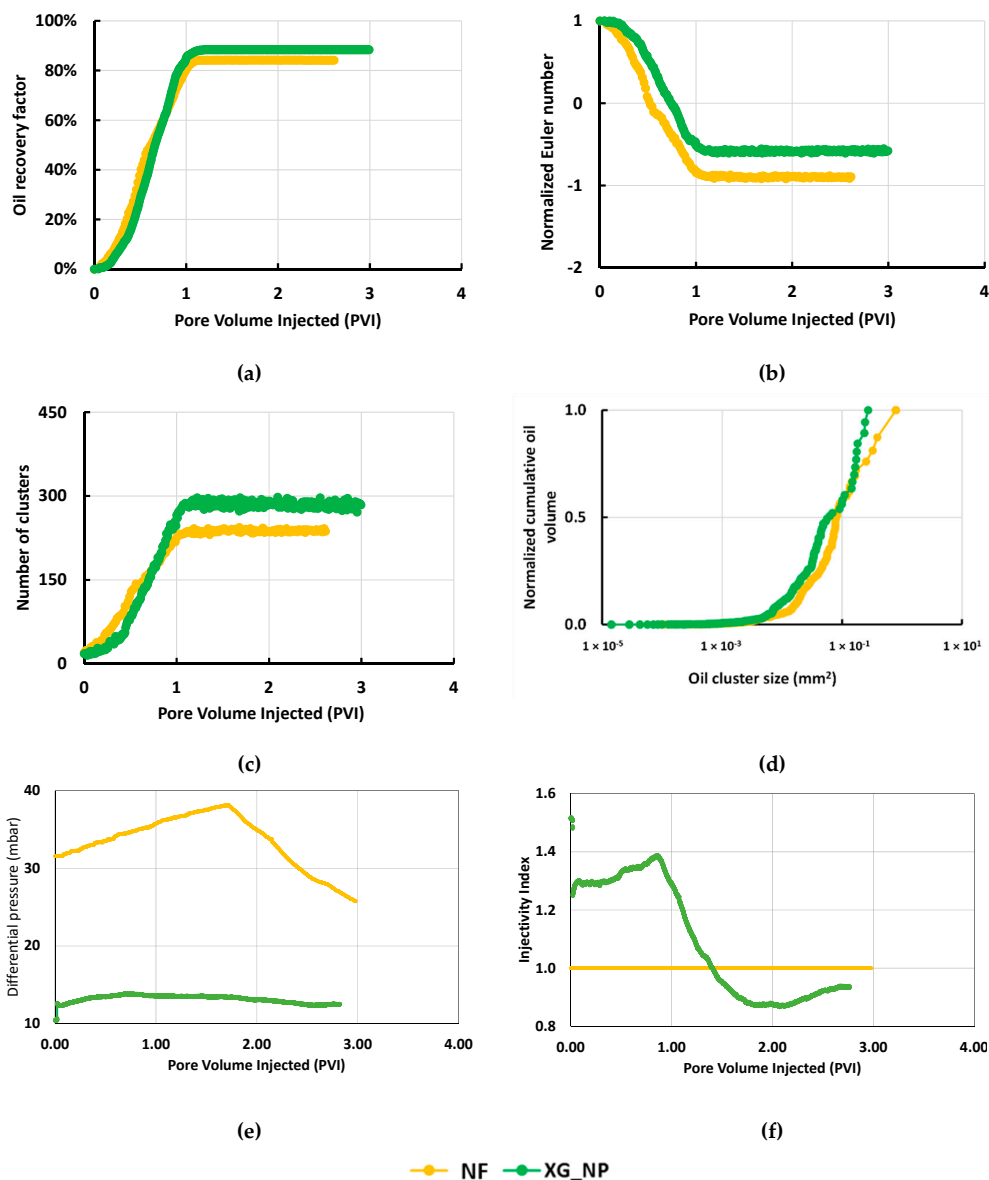 100%
80%
60%
40%
20%
0%
Oil recovery factor
0 1 2 3 4
Pore Volume Injected (PVI)
(a)
1
0
-1
-2
Normalized Euler number
0 1 2 3 4
Pore Volume Injected (PVI)
(b)
450
300
150
0
Number of clusters
0 1 2 3 4
Pore Volume Injected (PVI)
(c)
1.0
0.5
0.0
Normalized cumulative oil
volume
1 × 10⁻⁵ 1 × 10⁻³ 1 × 10⁻¹ 1 × 10¹
Oil cluster size (mm²)
(d)
40
30
20
10
Differential pressure (mbar)
0.00 1.00 2.00 3.00 4.00
Pore Volume Injected (PVI)
(e)
1.6
1.4
1.2
1.0
0.8
Injectivity Index
0.00 1.00 2.00 3.00 4.00
Pore Volume Injected (PVI)
(f)
NF XG_NP